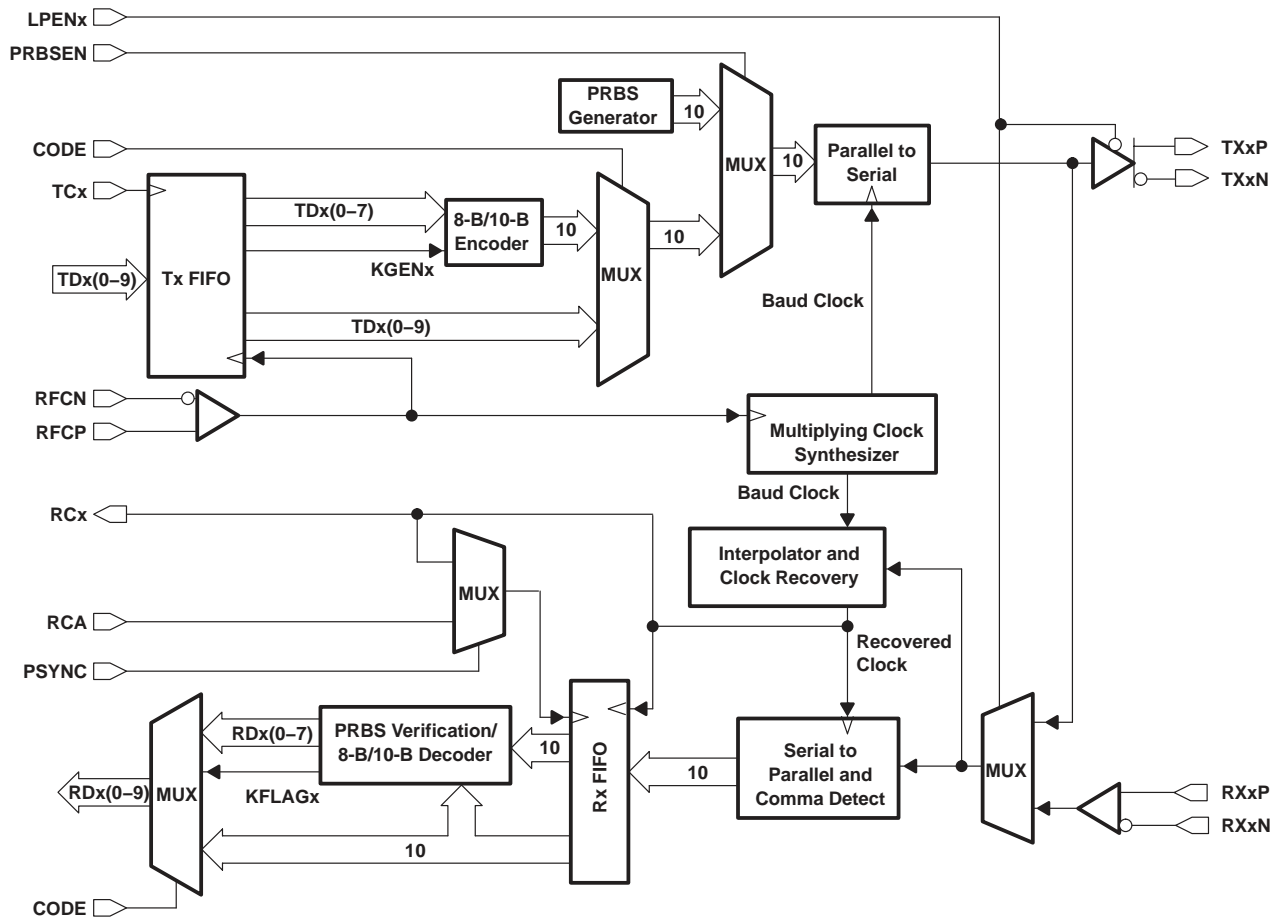 LPENx
PRBSEN
PRBS
Generator
10
CODE
MUX
10
Parallel to
Serial
TXxP
TXxN
TCx
TDx(0–7)
8-B/10-B
Encoder
10
10
KGENx
MUX
TDx(0–9)
Tx FIFO
TDx(0–9)
Baud Clock
RFCN
RFCP
Multiplying Clock
Synthesizer
Baud Clock
RCx
Interpolator and
Clock Recovery
MUX
RCA
Recovered
Clock
PSYNC
RDx(0–7)
PRBS Verification/
8-B/10-B Decoder
10
Rx FIFO
10
Serial to
Parallel and
Comma Detect
MUX
RDx(0–9)
MUX
KFLAGx
10
RXxP
RXxN
CODE